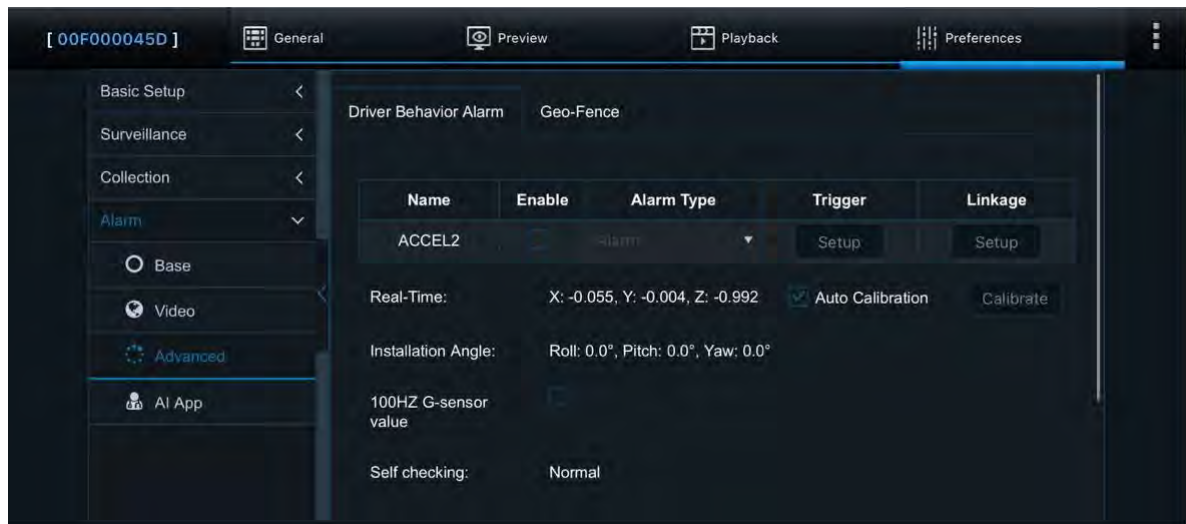 [ 00F000045D ] General Preview Playback Preferences
Basic Setup
Surveillance
Collection
Alarm
Base
Video
Advanced
AI App
Driver Behavior Alarm Geo-Fence
Name Enable Alarm Type Trigger Linkage
ACCEL2 Alarm Setup Setup
Real-Time: X: -0.055, Y: -0.004, Z: -0.992 Auto Calibration Calibrate
Installation Angle: Roll: 0.0°, Pitch: 0.0°, Yaw: 0.0°
100HZ G-sensor
value
Self checking: Normal